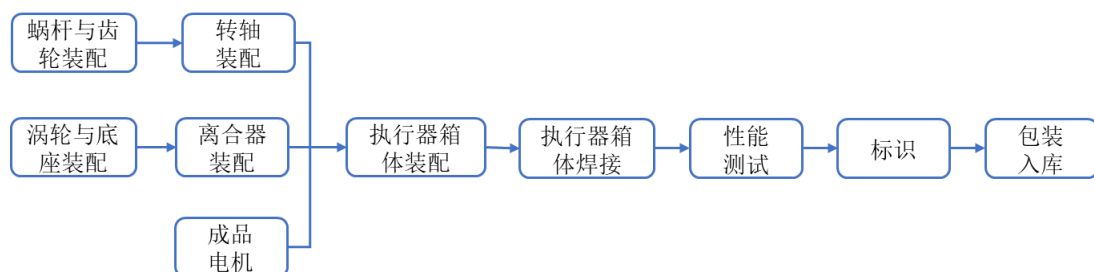 蜗杆与齿
轮装配
转轴
装配
涡轮与底
座装配
离合器
装配
成品
电机
执行器箱
体装配
执行器箱
体焊接
性能
测试
标识
包装
入库